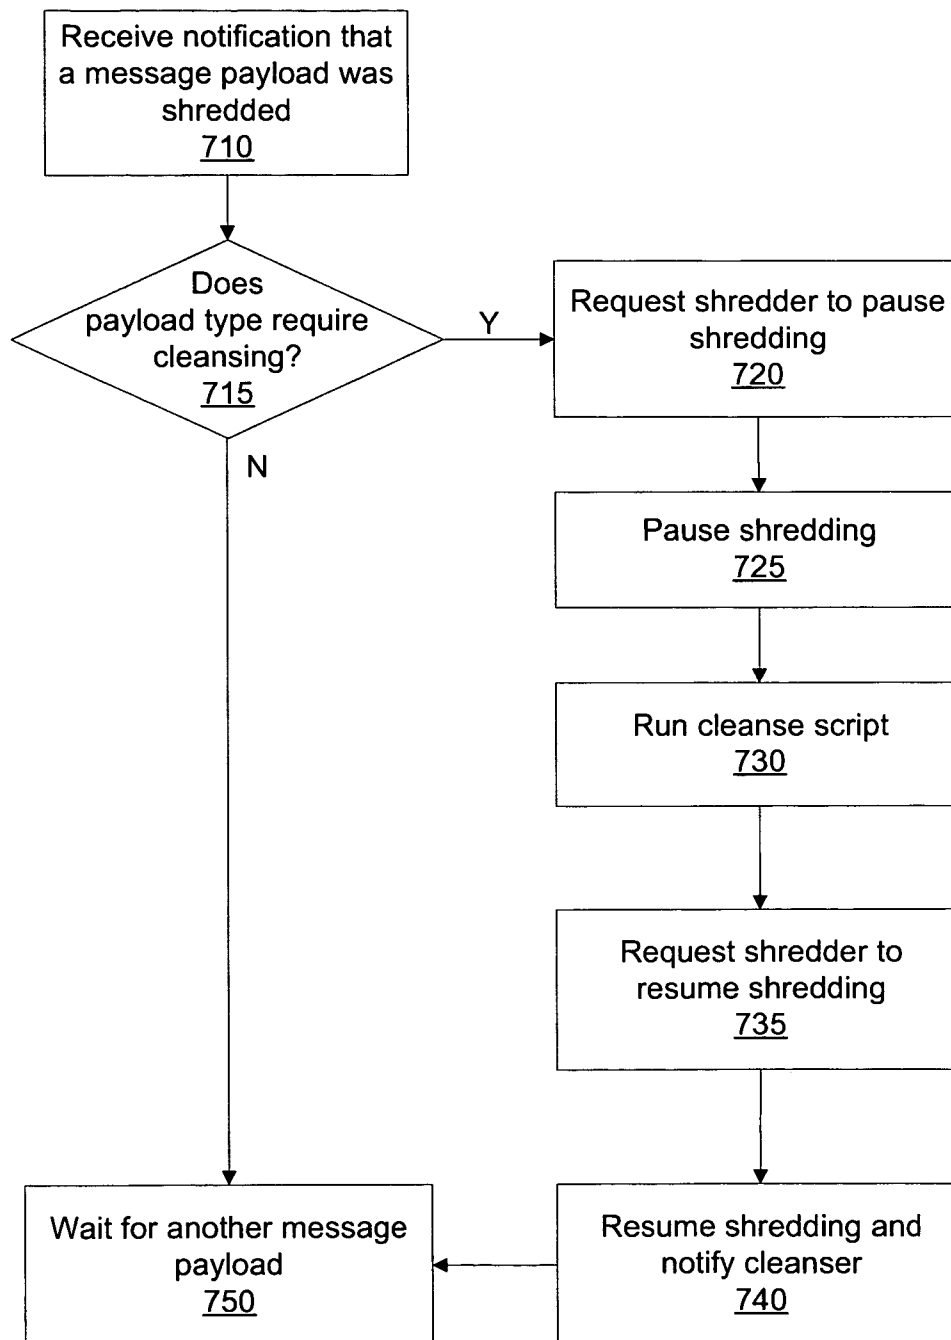 Receive notification that
a message payload was
shredded
710
Does
payload type require
cleansing?
715
Y
N
Request shredder to pause
shredding
720
Pause shredding
725
Run cleanse script
730
Request shredder to
resume shredding
735
Resume shredding and
notify cleanser
740
Wait for another message
payload
750